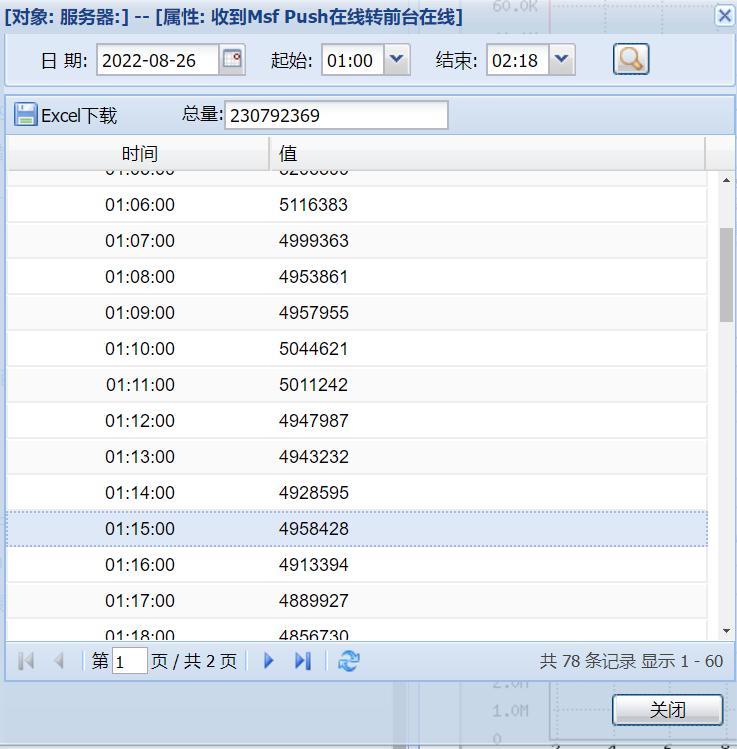 60.0K
[对象: 服务器:] -- [属性: 收到Msf Push在线转前台在线]
日 期: 2022-08-26 起始: 01:00 结束: 02:18
Excel下载 总量: 230792369
时间 值
01:06:00 5116383
01:07:00 4999363
01:08:00 4953861
01:09:00 4957955
01:10:00 5044621
01:11:00 5011242
01:12:00 4947987
01:13:00 4943232
01:14:00 4928595
01:15:00 4958428
01:16:00 4913394
01:17:00 4889927
01:18:00 4856730
第 1 页 / 共 2 页 共 78 条记录 显示 1 - 60
2.0M
1.0M
关闭
0